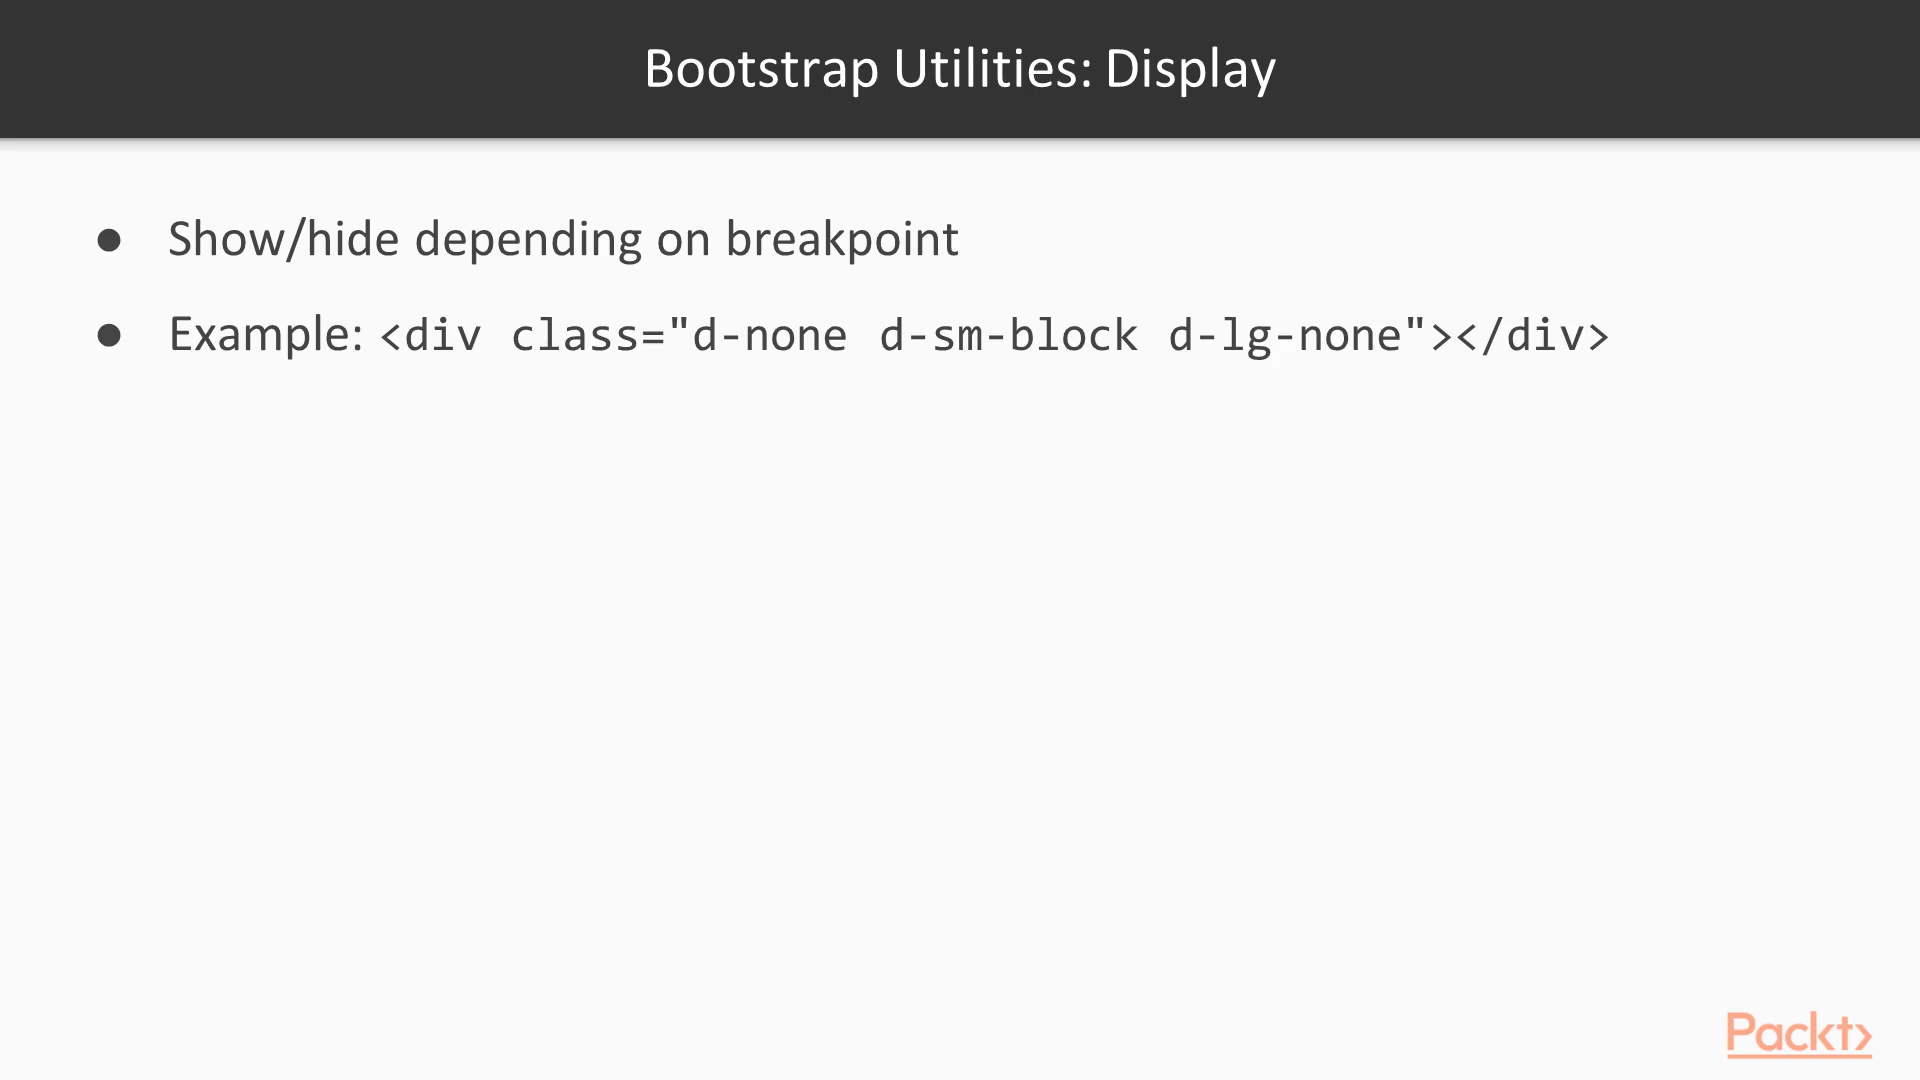 Bootstrap Utilities: Display
● Show/hide depending on breakpoint
● Example: <div class="d-none d-sm-block d-lg-none"></div>
Packt>